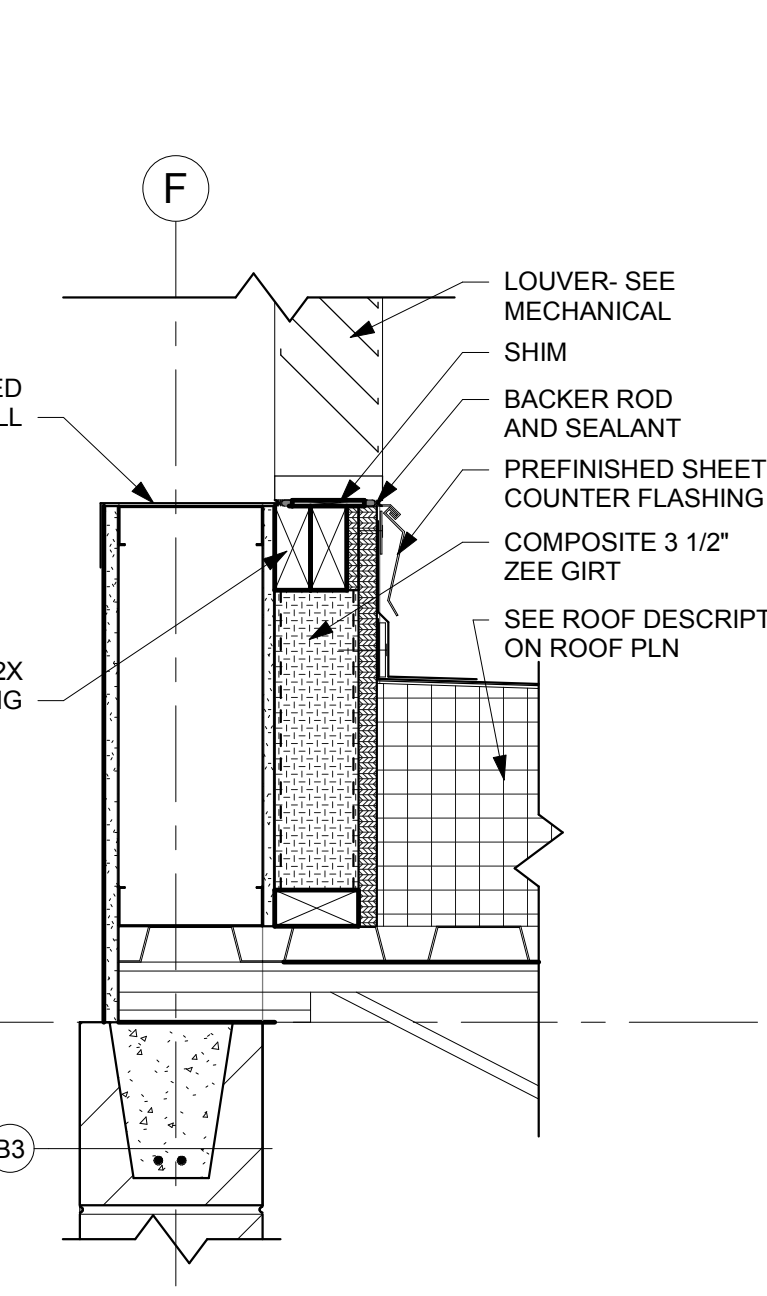 F
LOUVER- SEE
MECHANICAL
SHIM
BACKER ROD
AND SEALANT
PREFINISHED SHEET
COUNTER FLASHING
COMPOSITE 3 1/2"
ZEE GIRT
SEE ROOF DESCRIPT
ON ROOF PLN
ED
LL
2X
NG
B3